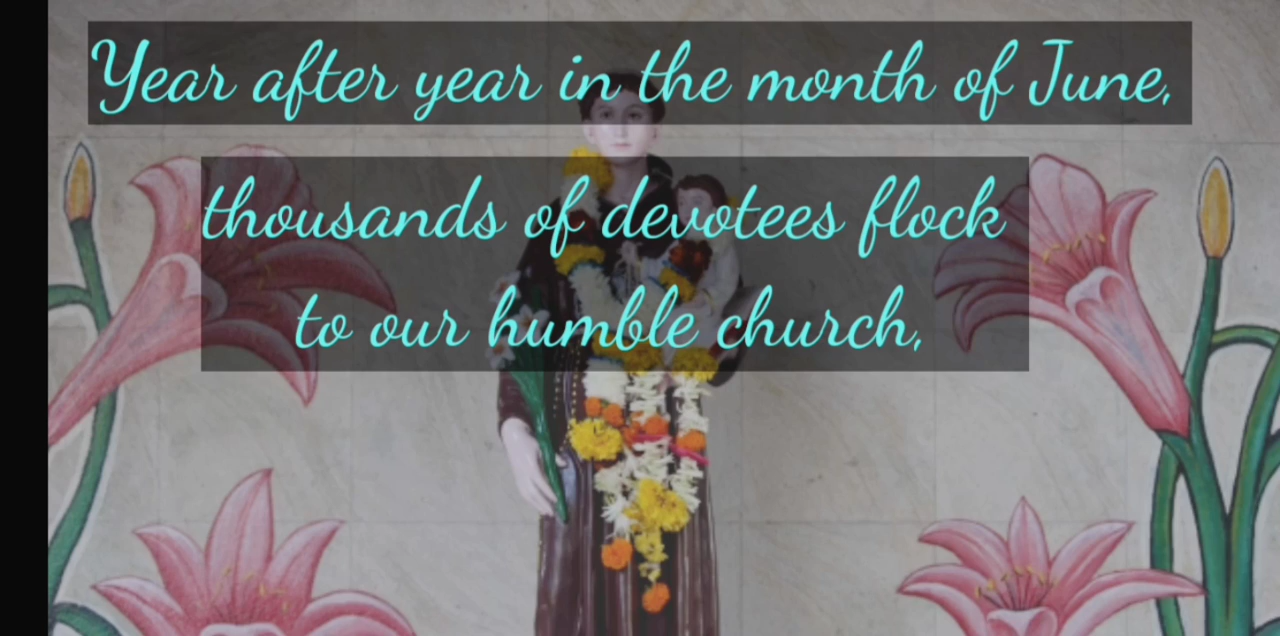 Year after year in the month of June,
thousands of devotees flock
to our humble church,